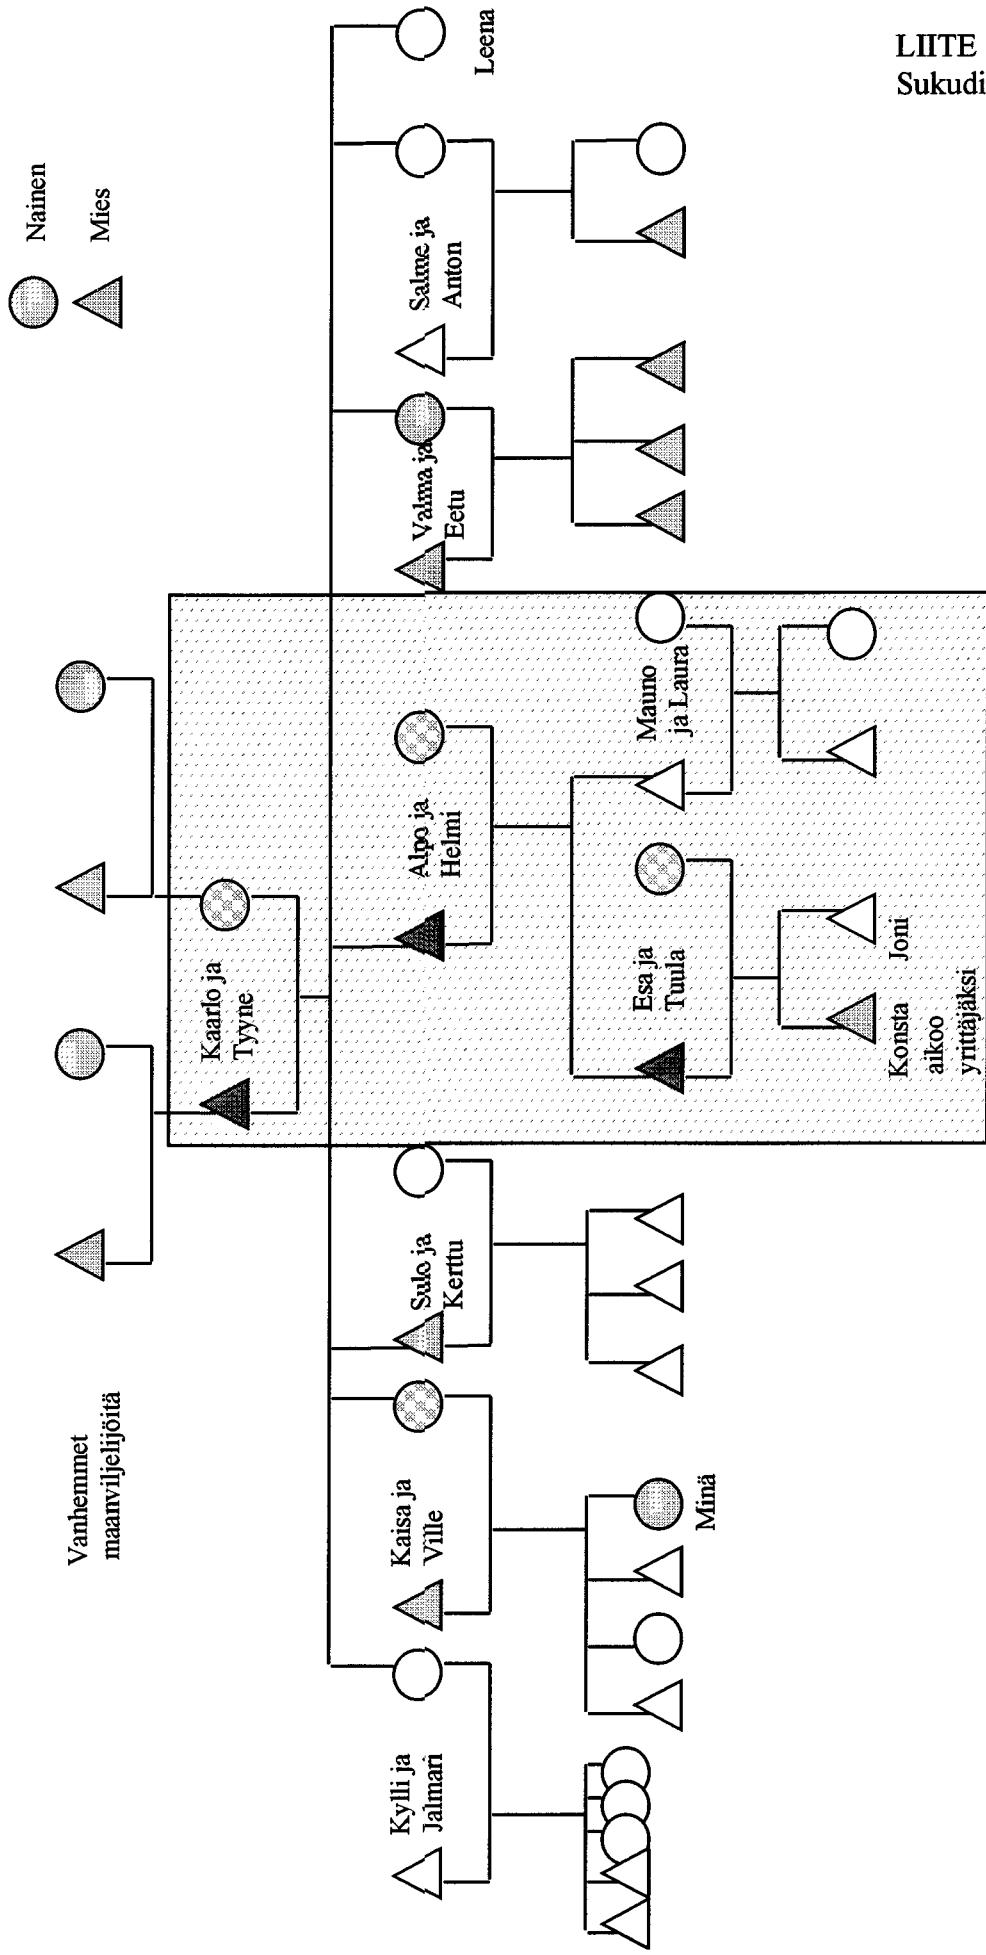 LIITE
Sukudi
Nainen
Mies
Vanhemmet
maanviljelijöitä
Kaarlo ja
Tyyne
Kylli ja
Jalmari
Kaisa ja
Ville
Sulo ja
Kerttu
Alpo ja
Helmi
Valma ja
Eetu
Salme ja
Anton
Leena
Minä
Esa ja
Tuula
Mauno
ja Laura
Konsta
aikoo
yrittäjäksi
Joni